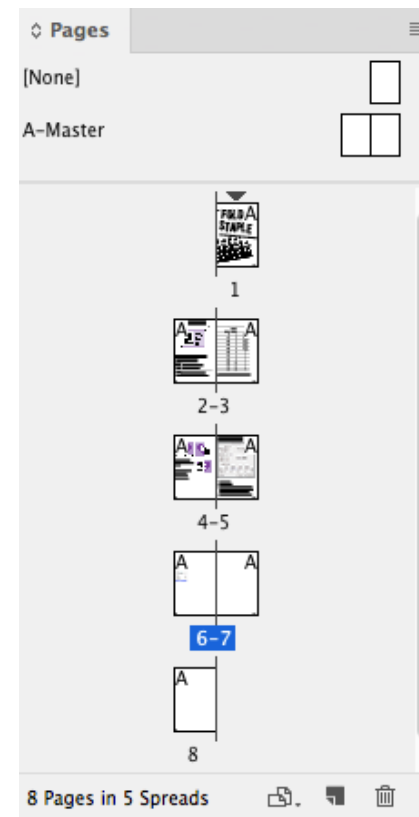 Pages
[None]
A-Master
FOLD A
STAPLE
1
A A
2-3
A A
4-5
A A
6-7
A
8
8 Pages in 5 Spreads